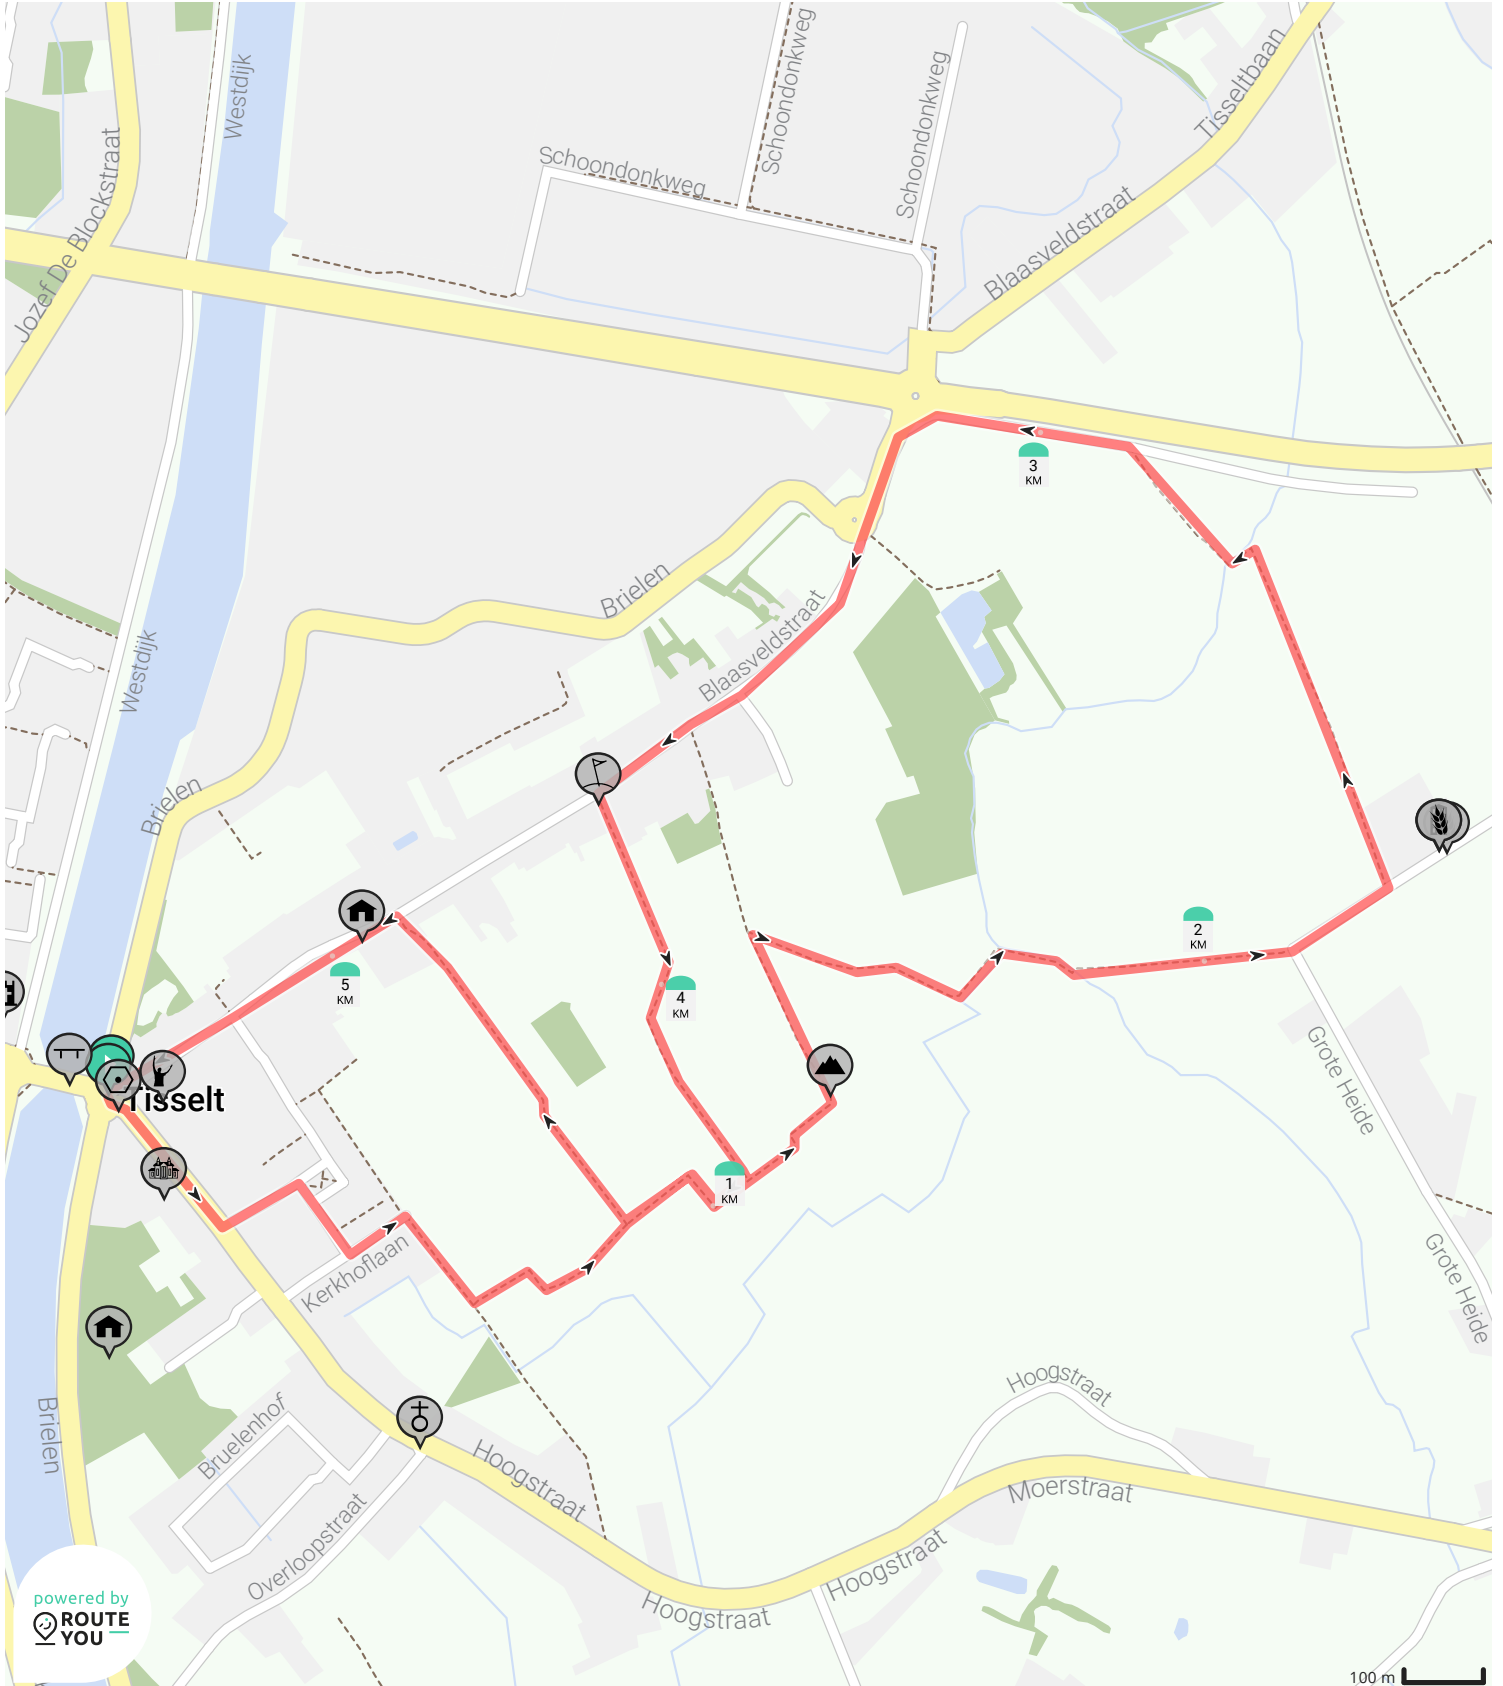 Westdijk
Schoondonkweg
Schoondonkweg
Schoondonkweg
Tisseltbaan
Jozef De Blockstraat
Blaasveldstraat
3
KM
Brielen
Blaasveldstraat
Westdijk
Brielen
2
KM
5
KM
4
KM
Tisselt
Grote Heide
1
KM
Kerkhoflaan
Grote Heide
Brielen
Bruelenhof
Hoogstraat
Hoogstraat
Moerstraat
Overloopstraat
Hoogstraat
Hoogstraat
powered by
ROUTE
YOU
100 m